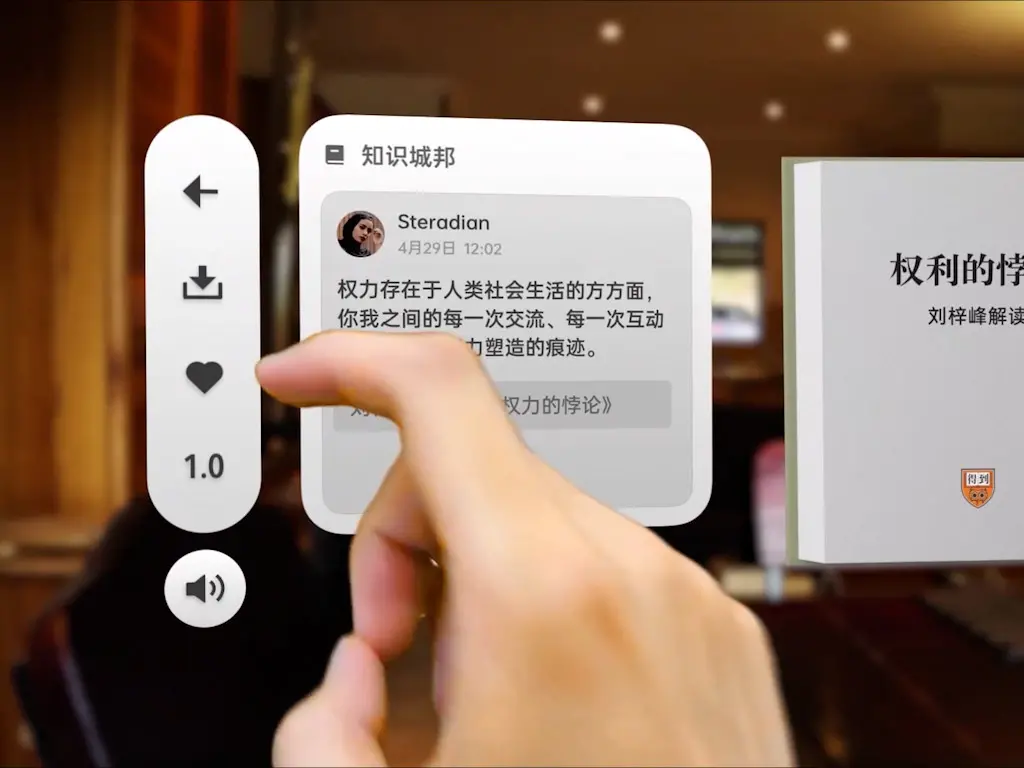 知识城邦
Steradian
4月29日 12:02
权力存在于人类社会生活的方方面，
你我之间的每一次交流、每一次互动
力塑造的痕迹。
权力的悖论》
1.0
权利的悖
刘梓峰解读
得到